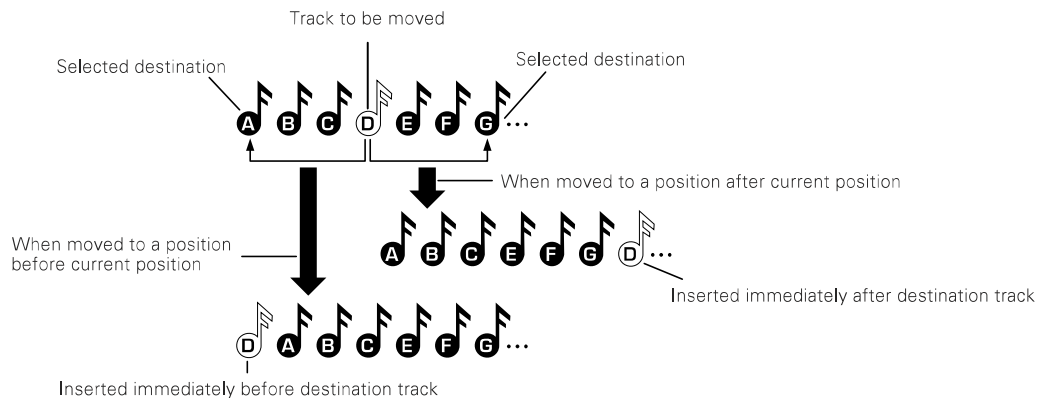 Track to be moved
Selected destination
Selected destination
A B C D E F G ...
When moved to a position after current position
A B C E F G D ...
When moved to a position
before current position
Inserted immediately after destination track
D A B C E F G ...
Inserted immediately before destination track